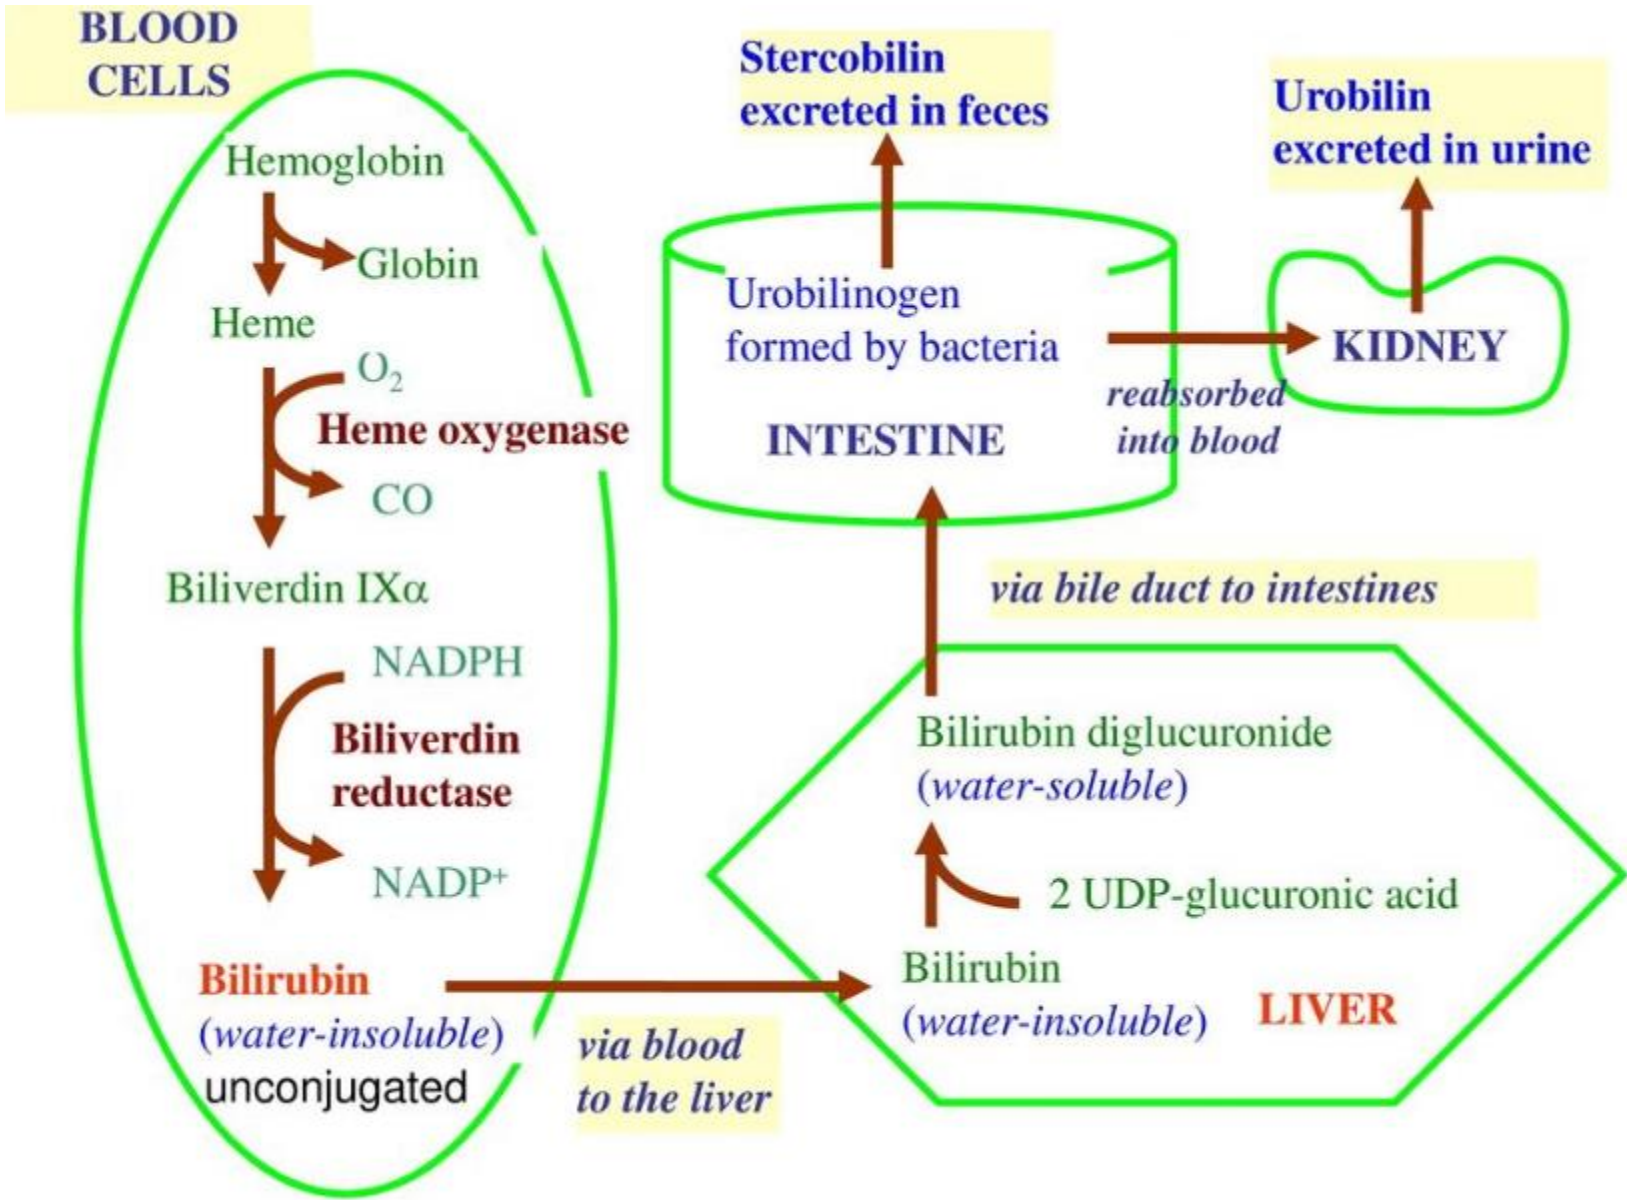 BLOOD
CELLS
Hemoglobin
Globin
Heme
O₂
Heme oxygenase
CO
Biliverdin IXα
NADPH
Biliverdin
reductase
NADP⁺
Bilirubin
(water-insoluble)
unconjugated
via blood
to the liver
Bilirubin
(water-insoluble)
LIVER
2 UDP-glucuronic acid
Bilirubin diglucuronide
(water-soluble)
via bile duct to intestines
INTESTINE
Urobilinogen
formed by bacteria
Stercobilin
excreted in feces
reabsorbed
into blood
KIDNEY
Urobilin
excreted in urine